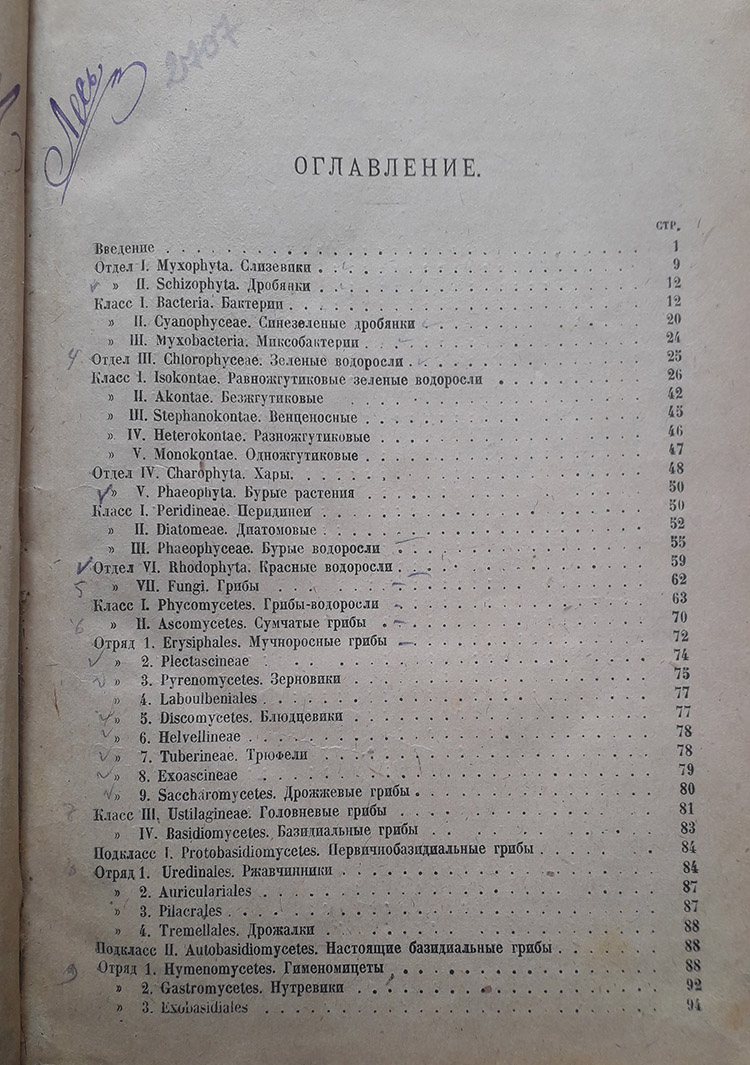 2707
ОГЛАВЛЕНИЕ.
СТР.
Введение 1
Отдел I. Myxophyta. Слизевики 9
» II. Schizophyta. Дробянки 12
Класс I. Bacteria. Бактерии 12
» II. Cyanophyceae. Синезеленые дробянки 20
» III. Myxobacteria. Миксобактерии 24
4 Отдел III. Chlorophyceae. Зеленые водоросли 25
Класс I. Isokontae. Равножгутиковые зеленые водоросли 26
» II. Akontae. Безжгутиковые 42
» III. Stephanokontae. Венценосные 45
» IV. Heterokontae. Разножгутиковые 46
» V. Monokontae. Одножгутиковые 47
Отдел IV. Charophyta. Хары. 48
» V. Phaeophyta. Бурые растения 50
Класс I. Peridineae. Перидинеи 50
» II. Diatomeae. Диатомовые 52
» III. Phaeophyceae. Бурые водоросли 55
Отдел VI. Rhodophyta. Красные водоросли 59
5 » VII. Fungi. Грибы 62
Класс I. Phycomycetes. Грибы-водоросли 63
6 » II. Ascomycetes. Сумчатые грибы 70
Отряд 1. Erysiphales. Мучноросные грибы 72
» 2. Plectascineae 74
» 3. Pyrenomycetes. Зерновики 75
» 4. Laboulbeniales 77
» 5. Discomycetes. Блюдцевики 77
» 6. Helvellineae 78
» 7. Tuberineae. Трюфели 78
» 8. Exoascineae 79
» 9. Saccharomycetes. Дрожжевые грибы 80
7 Класс III. Ustilagineae. Головневые грибы 81
» IV. Basidiomycetes. Базидиальные грибы 83
Подкласс I. Protobasidiomycetes. Первичнобазидиальные грибы 84
Отряд 1. Uredinales. Ржавчинники 84
» 2. Auriculariales 87
» 3. Pilacrales 87
» 4. Tremellales. Дрожалки 88
Подкласс II. Autobasidiomycetes. Настоящие базидиальные грибы 88
9 Отряд 1. Hymenomycetes. Гименомицеты 88
» 2. Gastromycetes. Нутревики 92
» 3. Exobasidiales 94